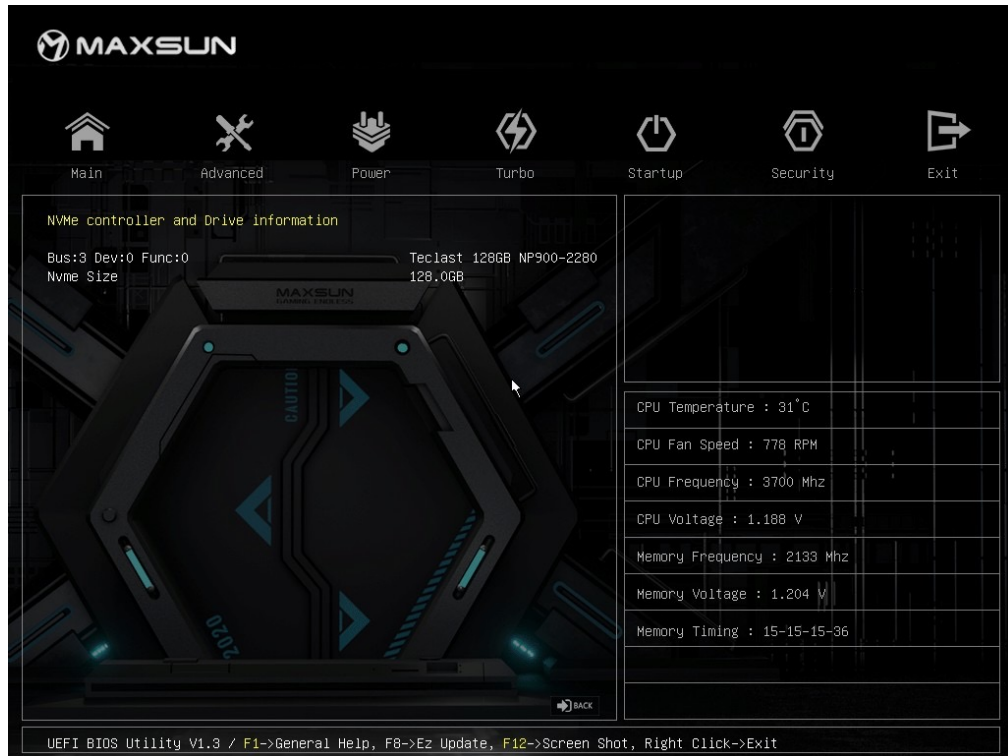 MAXSUN
Main Advanced Power Turbo Startup Security Exit
NVMe controller and Drive information
Bus:3 Dev:0 Func:0 Teclast 128GB NP900-2280
Nvme Size 128.0GB
MAXSUN
GAMING ENDLESS
CAUTIO
2020
BACK
CPU Temperature : 31°C
CPU Fan Speed : 778 RPM
CPU Frequency : 3700 Mhz
CPU Voltage : 1.188 V
Memory Frequency : 2133 Mhz
Memory Voltage : 1.204 V
Memory Timing : 15-15-15-36
UEFI BIOS Utility V1.3 / F1->General Help, F8->Ez Update, F12->Screen Shot, Right Click->Exit